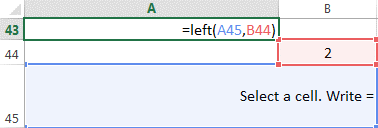 A B
43 =left(A45,B44)
44 2
45 Select a cell. Write =